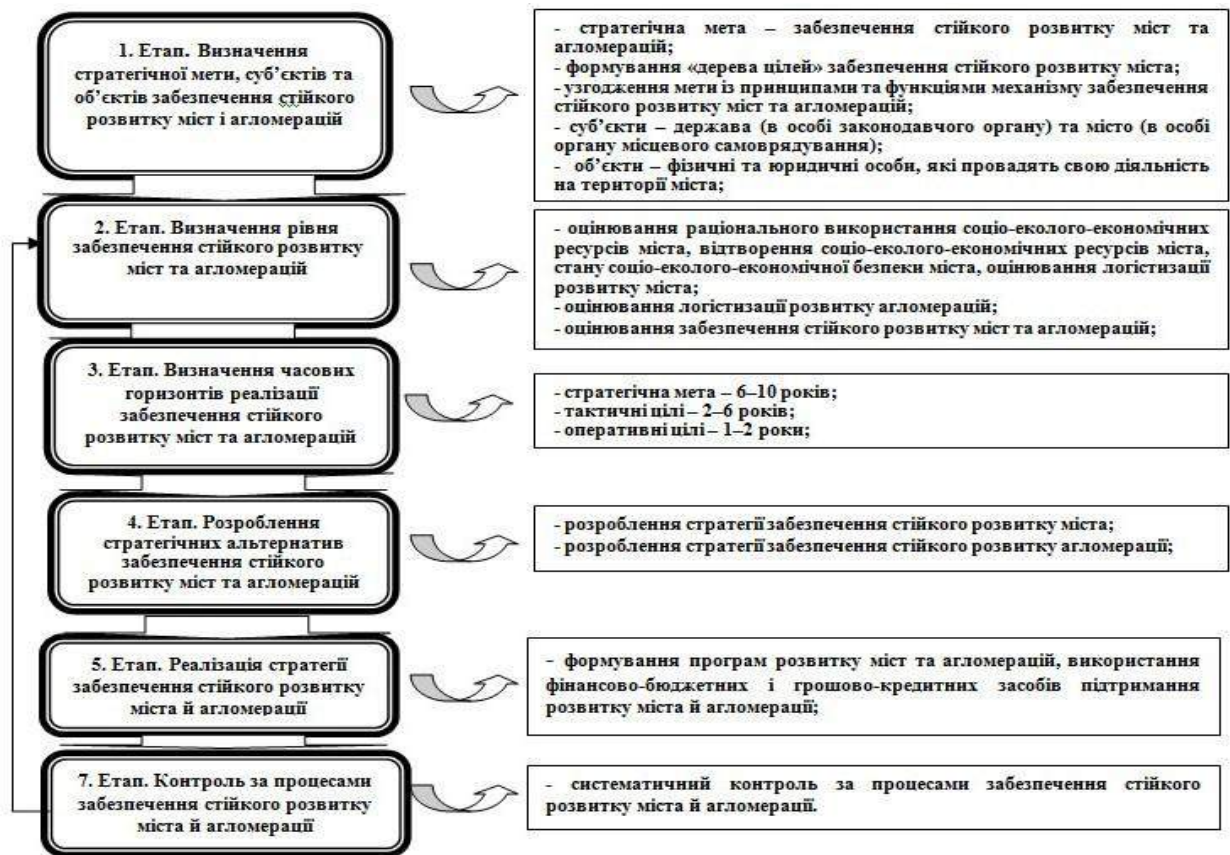 1. Етап. Визначення
стратегічної мети, суб’єктів та
об’єктів забезпечення стійкого
розвитку міст і агломерацій
- стратегічна мета – забезпечення стійкого розвитку міст та
агломерацій;
- формування «дерева цілей» забезпечення стійкого розвитку міста;
- узгодження мети із принципами та функціями механізму забезпечення
стійкого розвитку міст та агломерацій;
- суб’єкти – держава (в особі законодавчого органу) та місто (в особі
органу місцевого самоврядування);
- об’єкти – фізичні та юридичні особи, які провадять свою діяльність
на території міста;
2. Етап. Визначення рівня
забезпечення стійкого розвитку
міст та агломерацій
- оцінювання раціонального використання соціо-еколого-економічних
ресурсів міста, відтворення соціо-еколого-економічних ресурсів міста,
стану соціо-еколого-економічної безпеки міста, оцінювання логістизації
розвитку міста;
- оцінювання логістизації розвитку агломерацій;
- оцінювання забезпечення стійкого розвитку міст та агломерацій;
3. Етап. Визначення часових
горизонтів реалізації
забезпечення стійкого
розвитку міст та агломерацій
- стратегічна мета – 6–10 років;
- тактичні цілі – 2–6 років;
- оперативні цілі – 1–2 роки;
4. Етап. Розроблення
стратегічних альтернатив
забезпечення стійкого
розвитку міст та агломерацій
- розроблення стратегії забезпечення стійкого розвитку міста;
- розроблення стратегії забезпечення стійкого розвитку агломерації;
5. Етап. Реалізація стратегії
забезпечення стійкого розвитку
міста й агломерації
- формування програм розвитку міст та агломерацій, використання
фінансово-бюджетних і грошово-кредитних засобів підтримання
розвитку міста й агломерації;
7. Етап. Контроль за процесами
забезпечення стійкого розвитку
міста й агломерації
- систематичний контроль за процесами забезпечення стійкого
розвитку міста й агломерації.